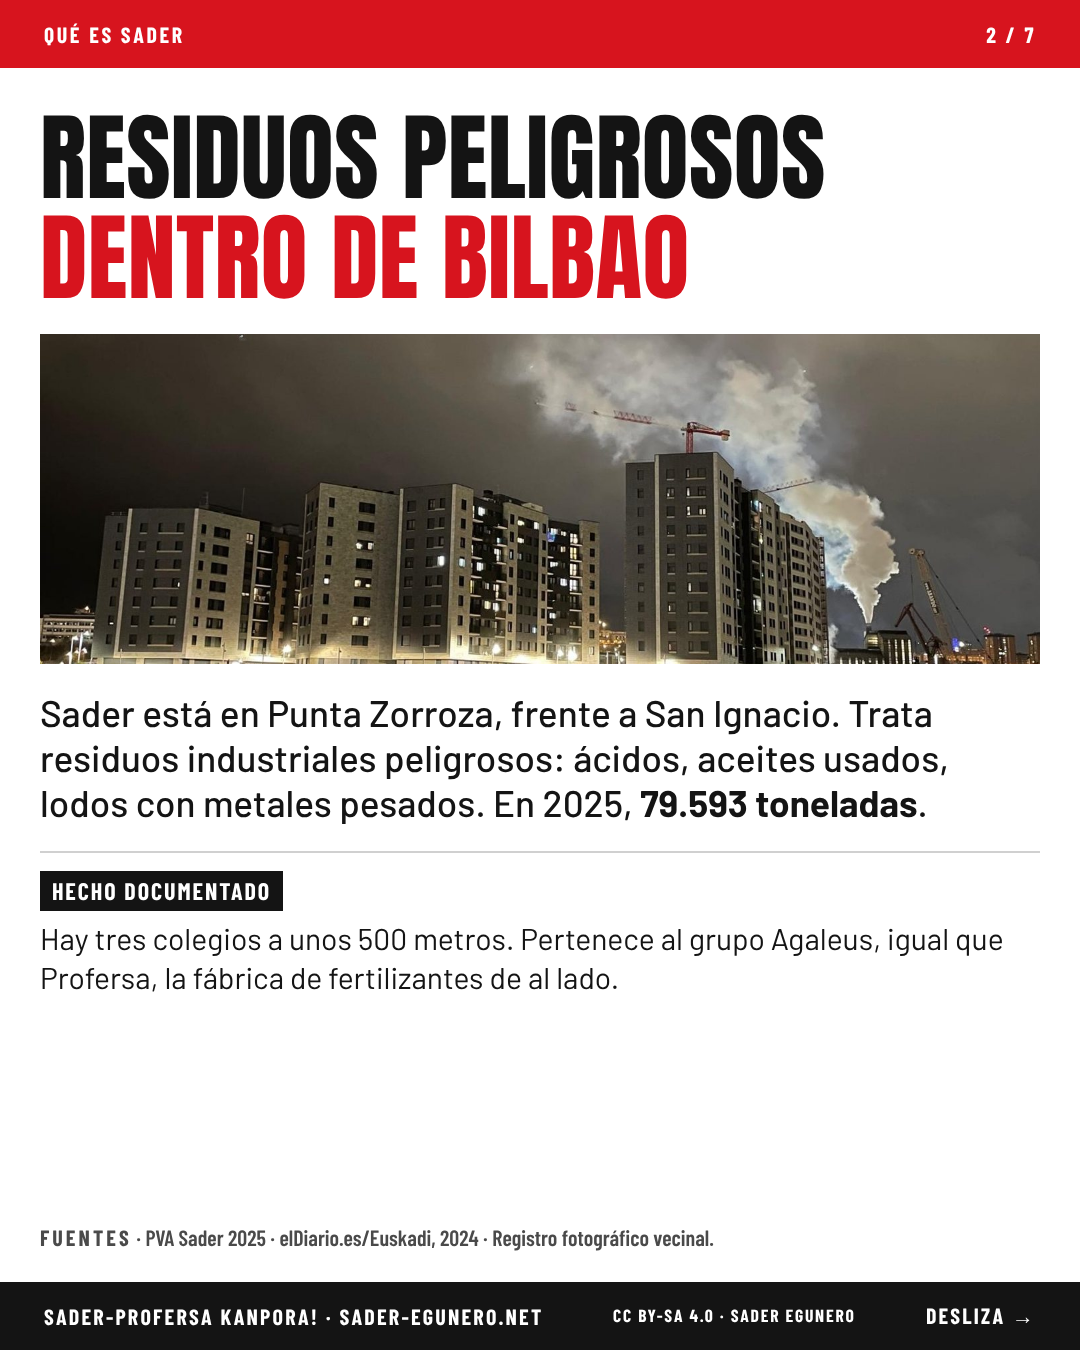 QUÉ ES SADER
2 / 7
RESIDUOS PELIGROSOS
DENTRO DE BILBAO
Sader está en Punta Zorroza, frente a San Ignacio. Trata
residuos industriales peligrosos: ácidos, aceites usados,
lodos con metales pesados. En 2025, 79.593 toneladas.
HECHO DOCUMENTADO
Hay tres colegios a unos 500 metros. Pertenece al grupo Agaleus, igual que
Profersa, la fábrica de fertilizantes de al lado.
FUENTES · PVA Sader 2025 · elDiario.es/Euskadi, 2024 · Registro fotográfico vecinal.
SADER-PROFERSA KANPORA! · SADER-EGUNERO.NET
CC BY-SA 4.0 · SADER EGUNERO
DESLIZA →